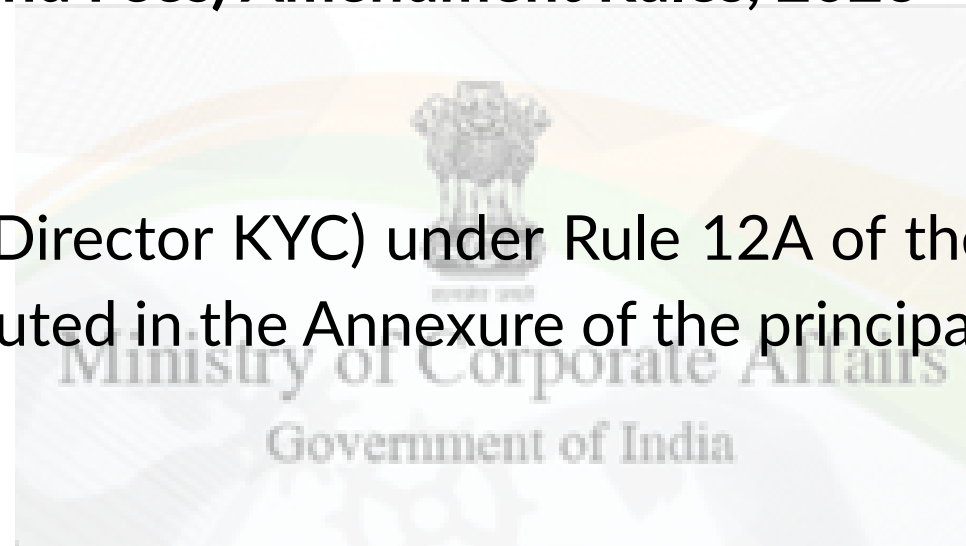 Director KYC) under Rule 12A of the
uted in the Annexure of the principa
Ministry of Corporate Affairs
Government of India